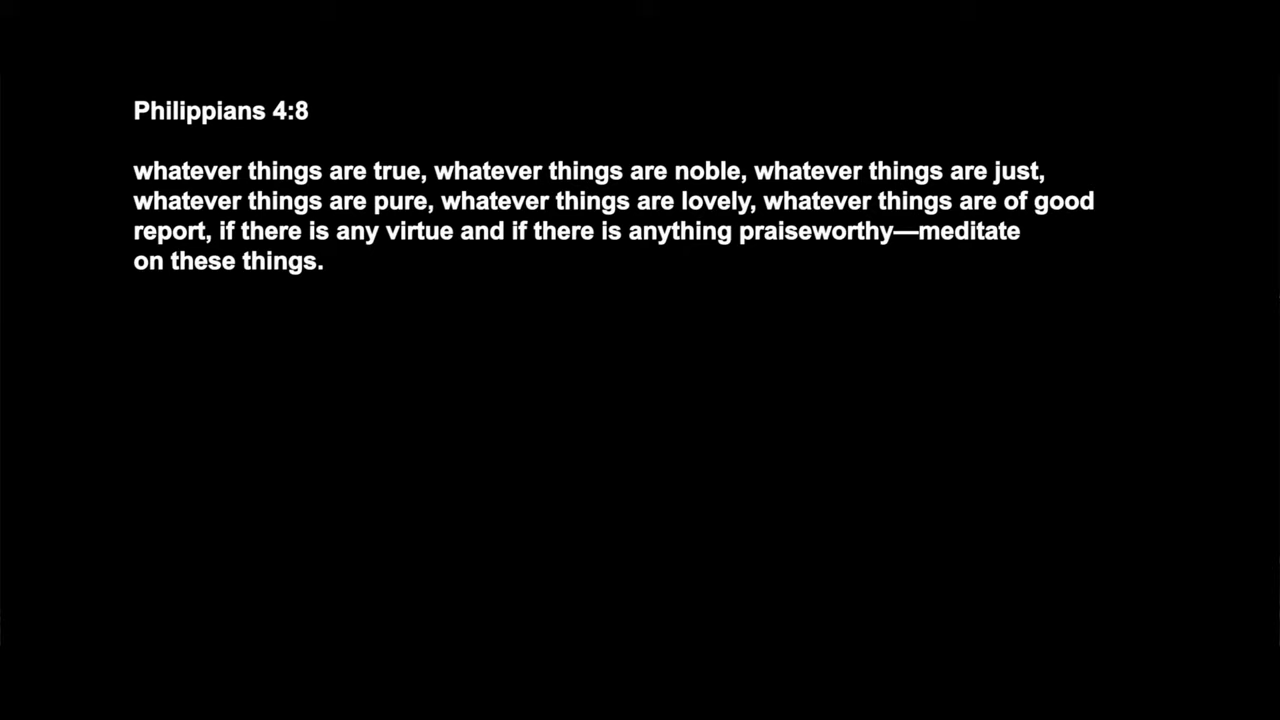 Philippians 4:8
whatever things are true, whatever things are noble, whatever things are just,
whatever things are pure, whatever things are lovely, whatever things are of good
report, if there is any virtue and if there is anything praiseworthy—meditate
on these things.